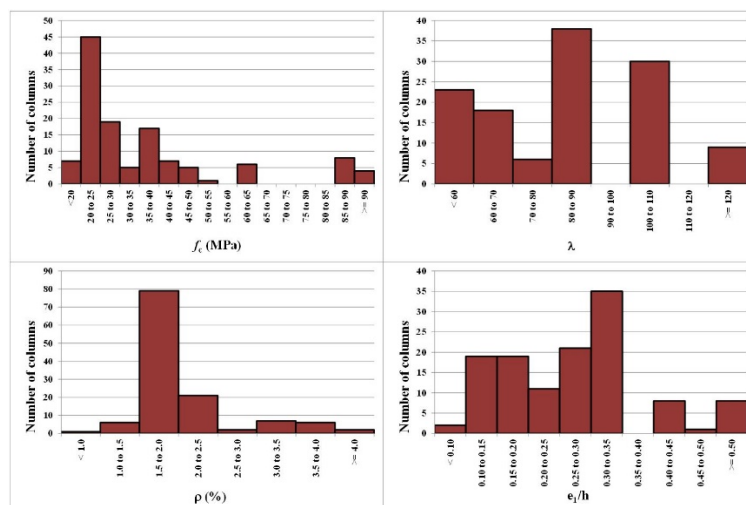 Number of columns
50
45
40
35
30
25
20
15
10
5
0
<20
20 to 25
25 to 30
30 to 35
35 to 40
40 to 45
45 to 50
50 to 55
55 to 60
60 to 65
65 to 70
70 to 75
75 to 80
80 to 85
85 to 90
>= 90
fc (MPa)
Number of columns
40
35
30
25
20
15
10
5
0
< 60
60 to 70
70 to 80
80 to 90
90 to 100
100 to 110
110 to 120
>= 120
λ
Number of columns
90
80
70
60
50
40
30
20
10
0
< 1.0
1.0 to 1.5
1.5 to 2.0
2.0 to 2.5
2.5 to 3.0
3.0 to 3.5
3.5 to 4.0
>= 4.0
ρ (%)
Number of columns
40
35
30
25
20
15
10
5
0
< 0.10
0.10 to 0.15
0.15 to 0.20
0.20 to 0.25
0.25 to 0.30
0.30 to 0.35
0.35 to 0.40
0.40 to 0.45
0.45 to 0.50
>= 0.50
e1/h